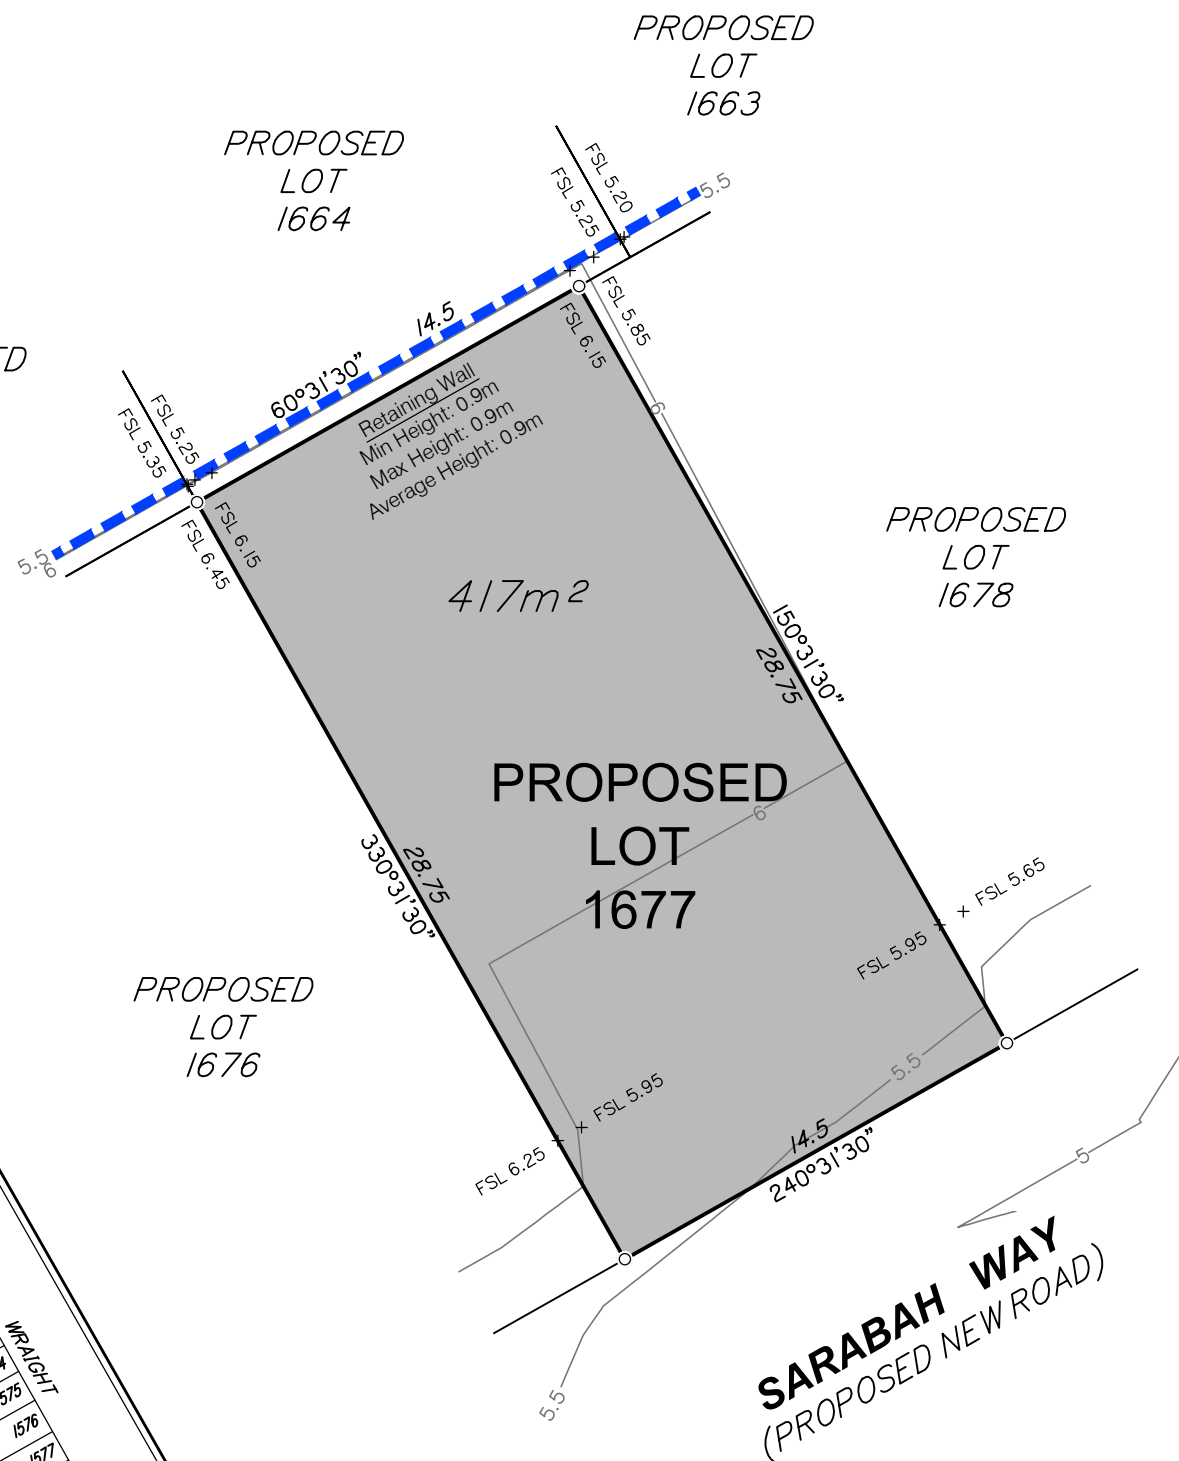 PROPOSED
LOT
1663
PROPOSED
LOT
1664
FSL 5.20
FSL 5.25
5.5
14.5
60°31'30"
FSL 5.85
FSL 6.15
6
Retaining Wall
Min Height: 0.9m
Max Height: 0.9m
Average Height: 0.9m
FSL 5.25
FSL 5.35
FSL 6.15
FSL 6.45
5.5
6
417m²
PROPOSED
LOT
1678
150°31'30"
28.75
PROPOSED
LOT
1677
6
330°31'30"
28.75
FSL 5.65
FSL 5.95
PROPOSED
LOT
1676
5.5
FSL 5.95
FSL 6.25
14.5
240°31'30"
5
SARABAH WAY
(PROPOSED NEW ROAD)
5.5
WRAIGHT
1576